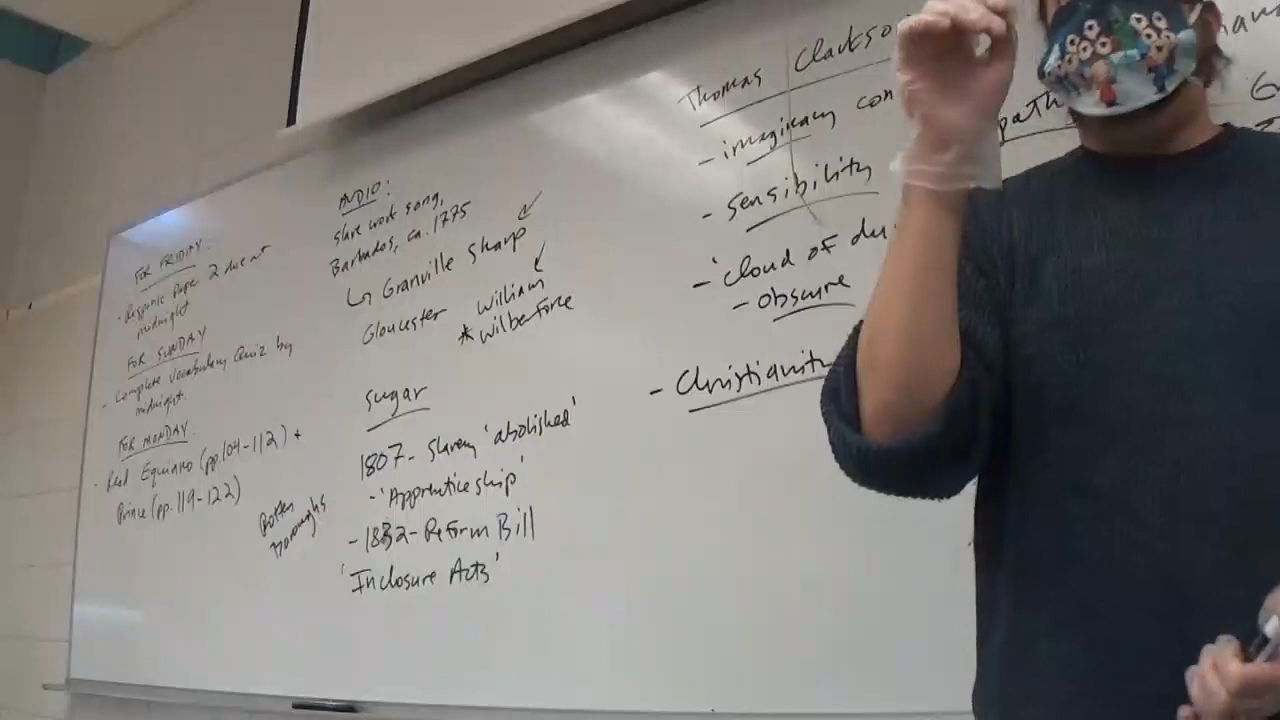 FOR FRIDAY:
- Response Paper 2 due at
midnight
FOR SUNDAY
- Complete Vocabulary Quiz by
midnight.
FOR MONDAY:
- Read Equiano (pp. 104-112) +
Prince (pp. 119-122)
AUDIO:
slave work song,
Barbados, ca. 1775
↳ Granville Sharp
Gloucester
William
* Wilberforce
sugar
1807 - Slavery 'abolished'
- 'Apprenticeship'
- 1832 - Reform Bill
Rotten
Boroughs
'Inclosure Acts'
Thomas Clarkso
- imaginary con
path
- sensibility
- 'cloud of du
- obscure
- Christianity